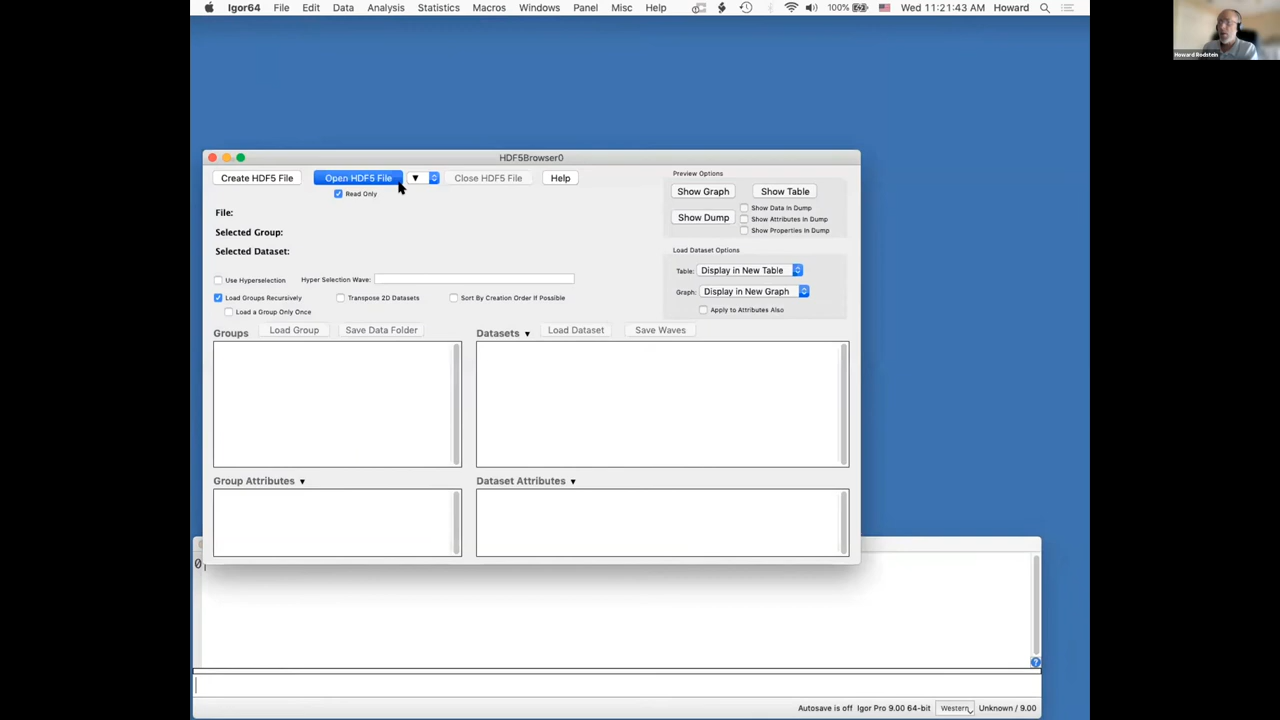 Igor64 File Edit Data Analysis Statistics Macros Windows Panel Misc Help 100% Wed 11:21:43 AM Howard
Howard Rodstein
HDF5Browser0
Create HDF5 File Open HDF5 File ▼ Close HDF5 File Help
Read Only
File:
Selected Group:
Selected Dataset:
Preview Options
Show Graph Show Table
Show Dump
Show Data In Dump
Show Attributes In Dump
Show Properties In Dump
Load Dataset Options
Table: Display in New Table
Graph: Display in New Graph
Apply to Attributes Also
Use Hyperselection Hyper Selection Wave:
Load Groups Recursively Transpose 2D Datasets Sort By Creation Order If Possible
Load a Group Only Once
Groups Load Group Save Data Folder Datasets ▼ Load Dataset Save Waves
Group Attributes ▼ Dataset Attributes ▼
0
?
Autosave is off Igor Pro 9.00 64-bit Western Unknown / 9.00